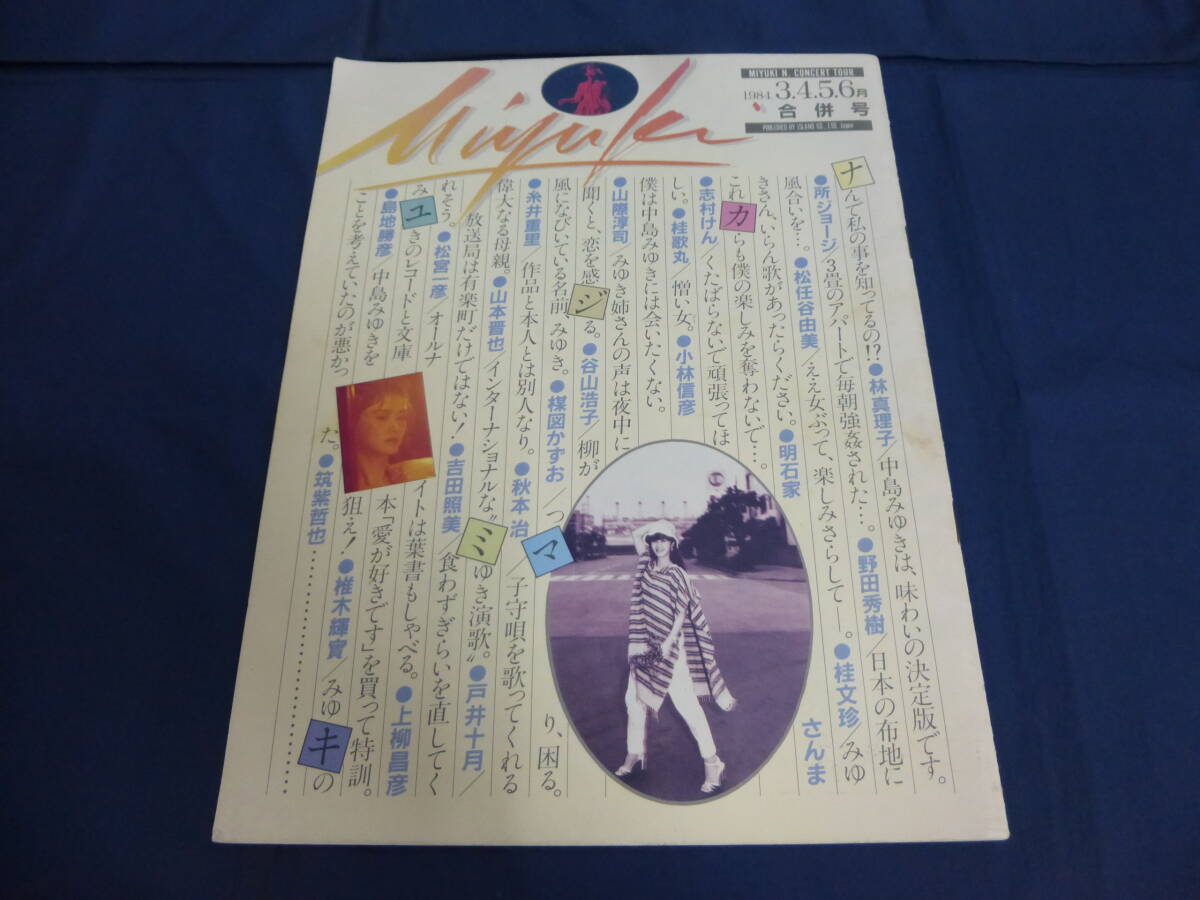 Miyuki
MIYUKI N. CONCERT TOUR
1984 3.4.5.6月
合併号
PUBLISHED BY ISLAND CO., LTD. Japan
ナんて私の事を知ってるの!?●林真理子/中島みゆきは、味わいの決定版です。
●所ジョージ/3畳のアパートで毎朝強姦された…。●野田秀樹/日本の布地に
風合いを…。●松任谷由美/ええ女ぶって、楽しみさらして―。●桂文珍/みゆ
きさん、いらん歌があったらください。●明石家さんま
これカらも僕の楽しみを奪わないで…。
●志村けん/くたばらないで頑張ってほ
しい。●桂歌丸/憎い女。●小林信彦
僕は中島みゆきには会いたくない。
●山際淳司/みゆき姉さんの声は夜中に
聞くと、恋を感ジる。●谷山浩子/柳が
風になびいている名前、みゆき。●楳図かずお/つマり、困る。
●糸井重里/作品と本人とは別人なり。●秋本治/子守唄を歌ってくれる
偉大なる母親。●山本晋也/インターナショナルな〝ミゆき演歌〟。●戸井十月/
放送局は有楽町だけではない!●吉田照美/食わずぎらいを直してく
れそう。●松宮一彦/オールナイトは葉書もしゃべる。●上柳昌彦
みユきのレコードと文庫本「愛が好きです」を買って特訓。
●島地勝彦/中島みゆきを狙え!●椎木輝實/みゆキの
ことを考えていたのが悪かった。●筑紫哲也…………